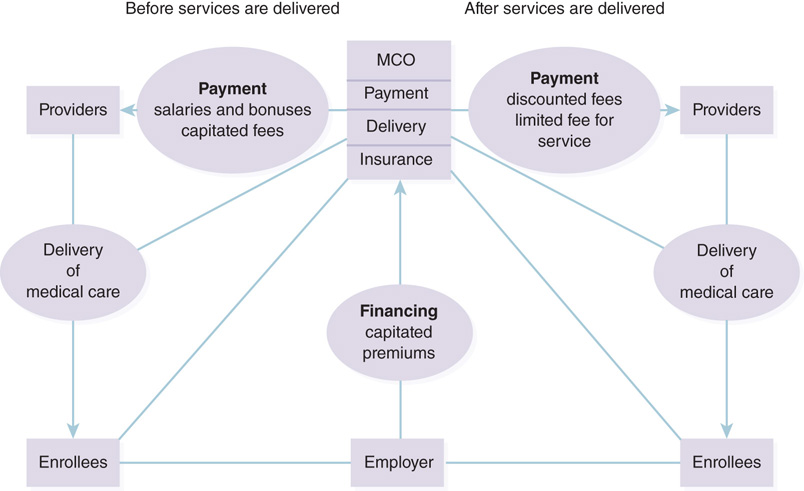 Before services are delivered
After services are delivered
MCO
Payment
Delivery
Insurance
Providers
Payment
salaries and bonuses
capitated fees
Payment
discounted fees
limited fee for
service
Providers
Delivery
of
medical care
Financing
capitated
premiums
Delivery
of
medical care
Enrollees
Employer
Enrollees